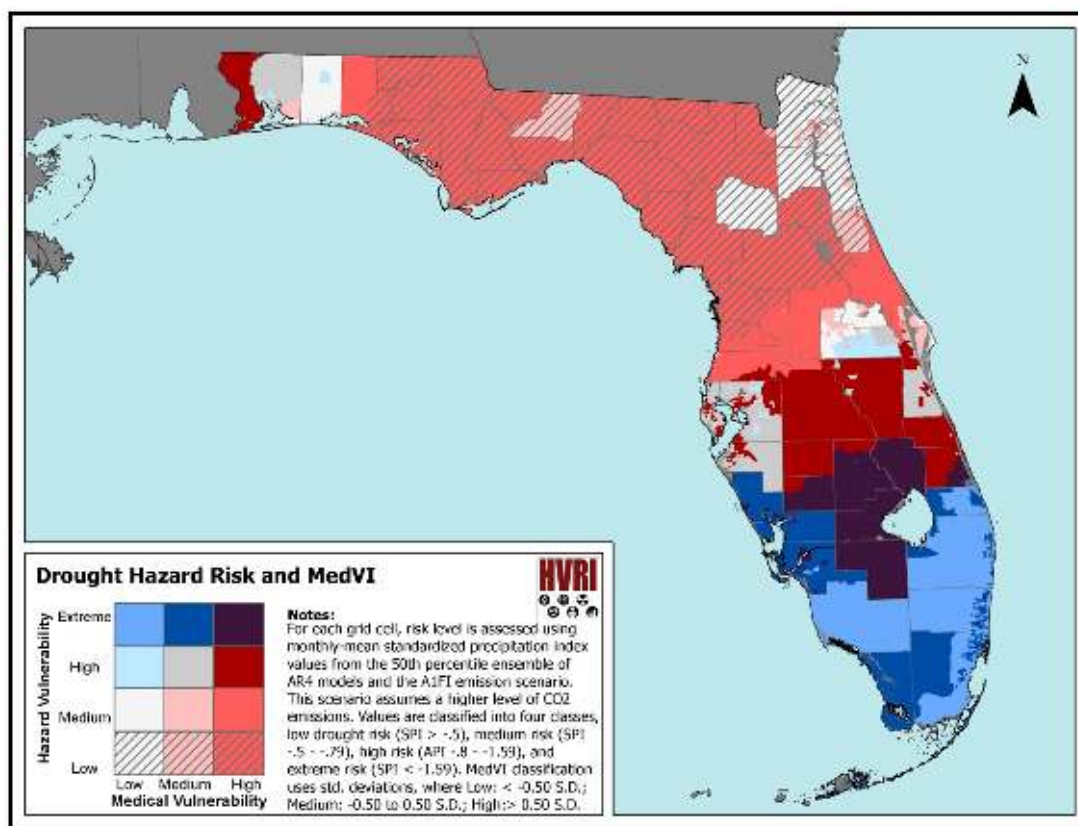 N
Drought Hazard Risk and MedVI
HVRI
Hazard Vulnerability
Extreme
High
Medium
Low
Low Medium High
Medical Vulnerability
Notes:
For each grid cell, risk level is assessed using
monthly-mean standardized precipitation index
values from the 50th percentile ensemble of
AR4 models and the A1FI emission scenario.
This scenario assumes a higher level of CO2
emissions. Values are classified into four classes,
low drought risk (SPI > -.5), medium risk (SPI
-.5 - -.79), high risk (API -.8 - -1.59), and
extreme risk (SPI < -1.59). MedVI classification
uses std. deviations, where Low: < -0.50 S.D.;
Medium: -0.50 to 0.50 S.D.; High:> 0.50 S.D.